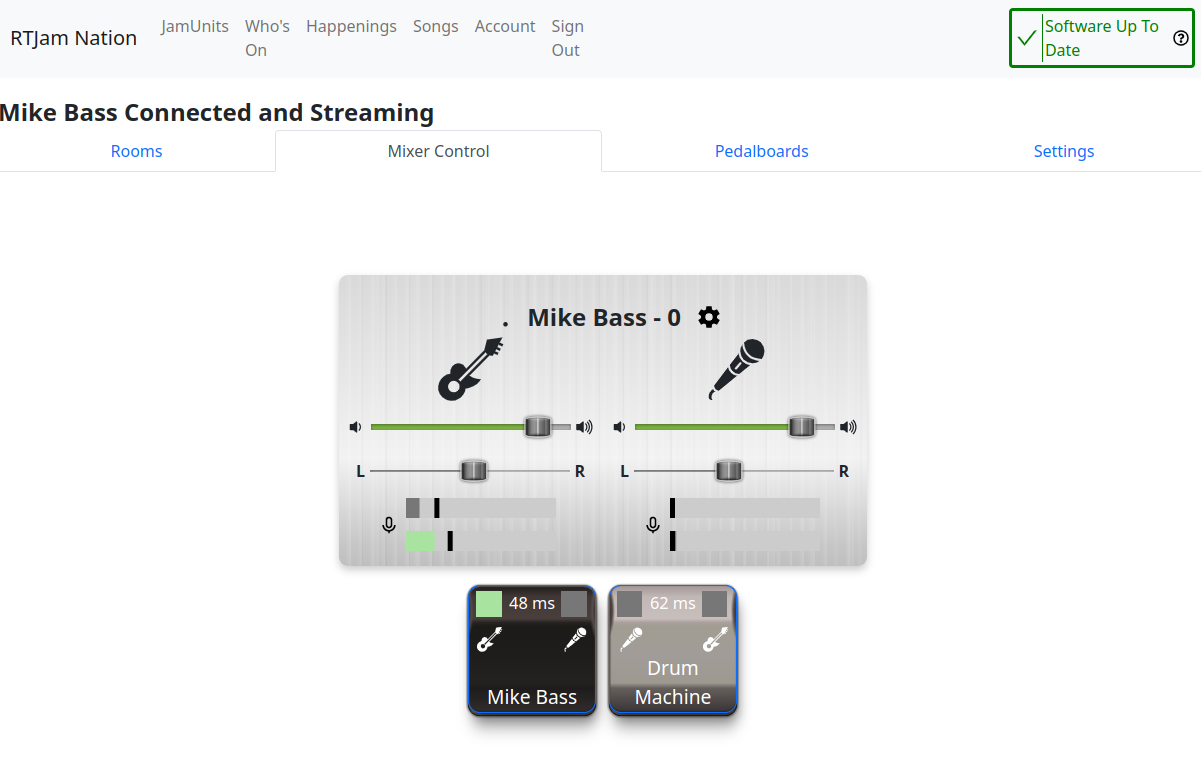 RTJam Nation
JamUnits
Who's
On
Happenings
Songs
Account
Sign
Out
Software Up To
Date
Mike Bass Connected and Streaming
Rooms
Mixer Control
Pedalboards
Settings
. Mike Bass - 0
L
R
L
R
48 ms
Mike Bass
62 ms
Drum
Machine